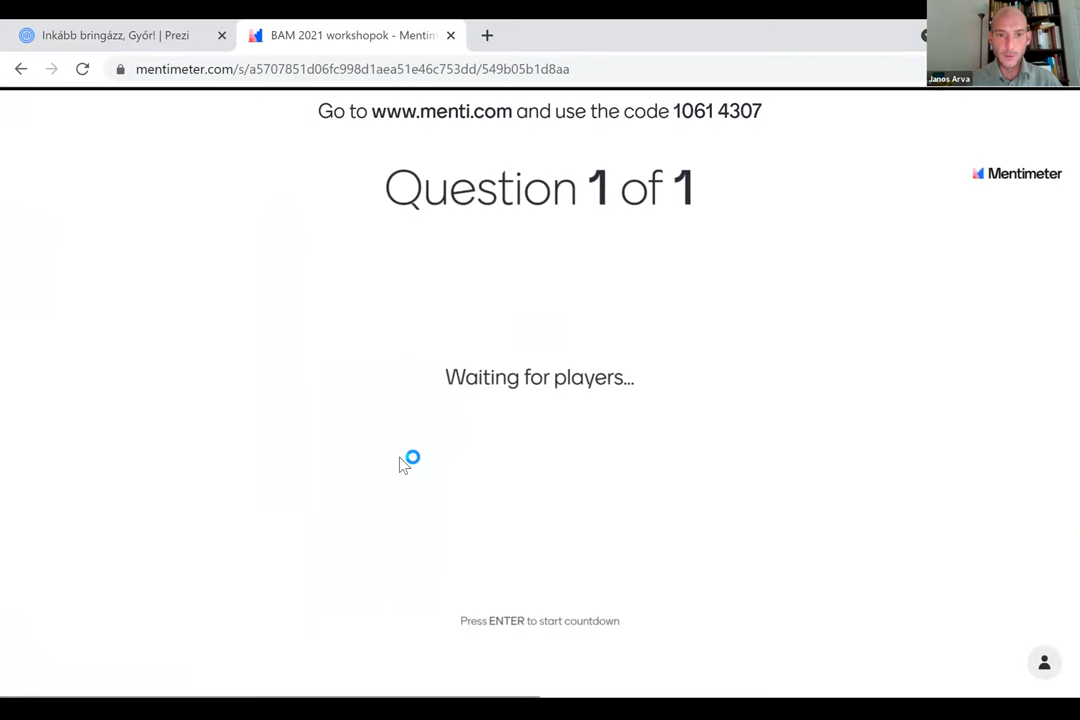 Inkább bringázz, Győr! | Prezi
BAM 2021 workshopok - Mentim
mentimeter.com/s/a5707851d06fc998d1aea51e46c753dd/549b05b1d8aa
Janos Arva
Go to www.menti.com and use the code 1061 4307
Mentimeter
Question 1 of 1
Waiting for players...
Press ENTER to start countdown